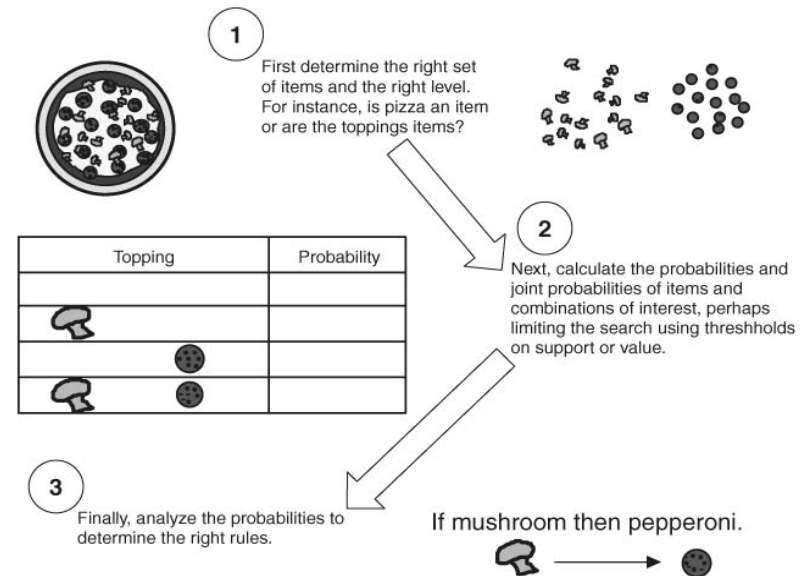 1
First determine the right set
of items and the right level.
For instance, is pizza an item
or are the toppings items?
2
Next, calculate the probabilities and
joint probabilities of items and
combinations of interest, perhaps
limiting the search using threshholds
on support or value.
Topping Probability
3
Finally, analyze the probabilities to
determine the right rules.
If mushroom then pepperoni.